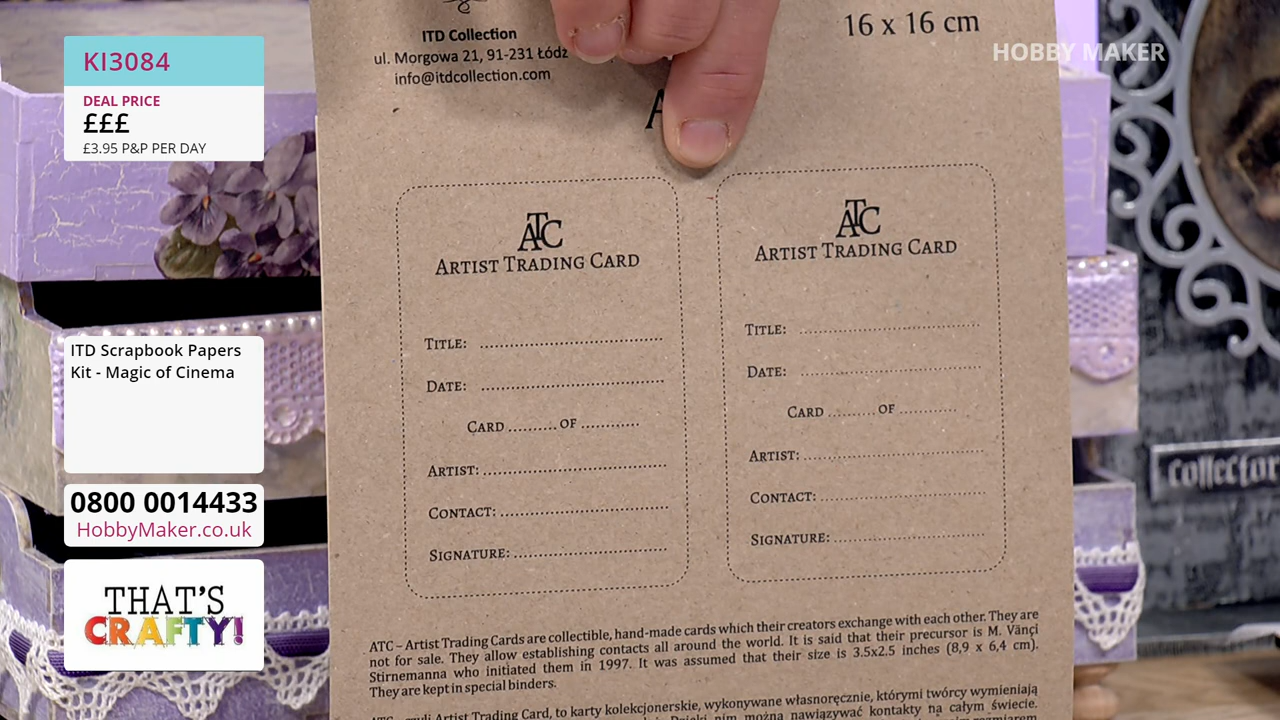 KI3084
DEAL PRICE
£££
£3.95 P&P PER DAY
ITD Scrapbook Papers
Kit - Magic of Cinema
0800 0014433
HobbyMaker.co.uk
THAT'S
CRAFTY!
HOBBY MAKER
ITD Collection
ul. Morgowa 21, 91-231 Łódź
info@itdcollection.com
16 x 16 cm
ATC
ARTIST TRADING CARD
TITLE:
DATE:
CARD ......... OF ...........
ARTIST:
CONTACT:
SIGNATURE:
ATC
ARTIST TRADING CARD
TITLE:
DATE:
CARD ......... OF ...........
ARTIST:
CONTACT:
SIGNATURE:
collector
ATC – Artist Trading Cards are collectible, hand-made cards which their creators exchange with each other. They are
not for sale. They allow establishing contacts all around the world. It is said that their precursor is M. Vänçi
Stirnemanna who initiated them in 1997. It was assumed that their size is 3.5x2.5 inches (8,9 x 6,4 cm).
They are kept in special binders.
ATC – czyli Artist Trading Card, to karty kolekcjonerskie, wykonywane własnoręcznie, którymi twórcy wymieniają
nim można nawiązywać kontakty na całym świecie.